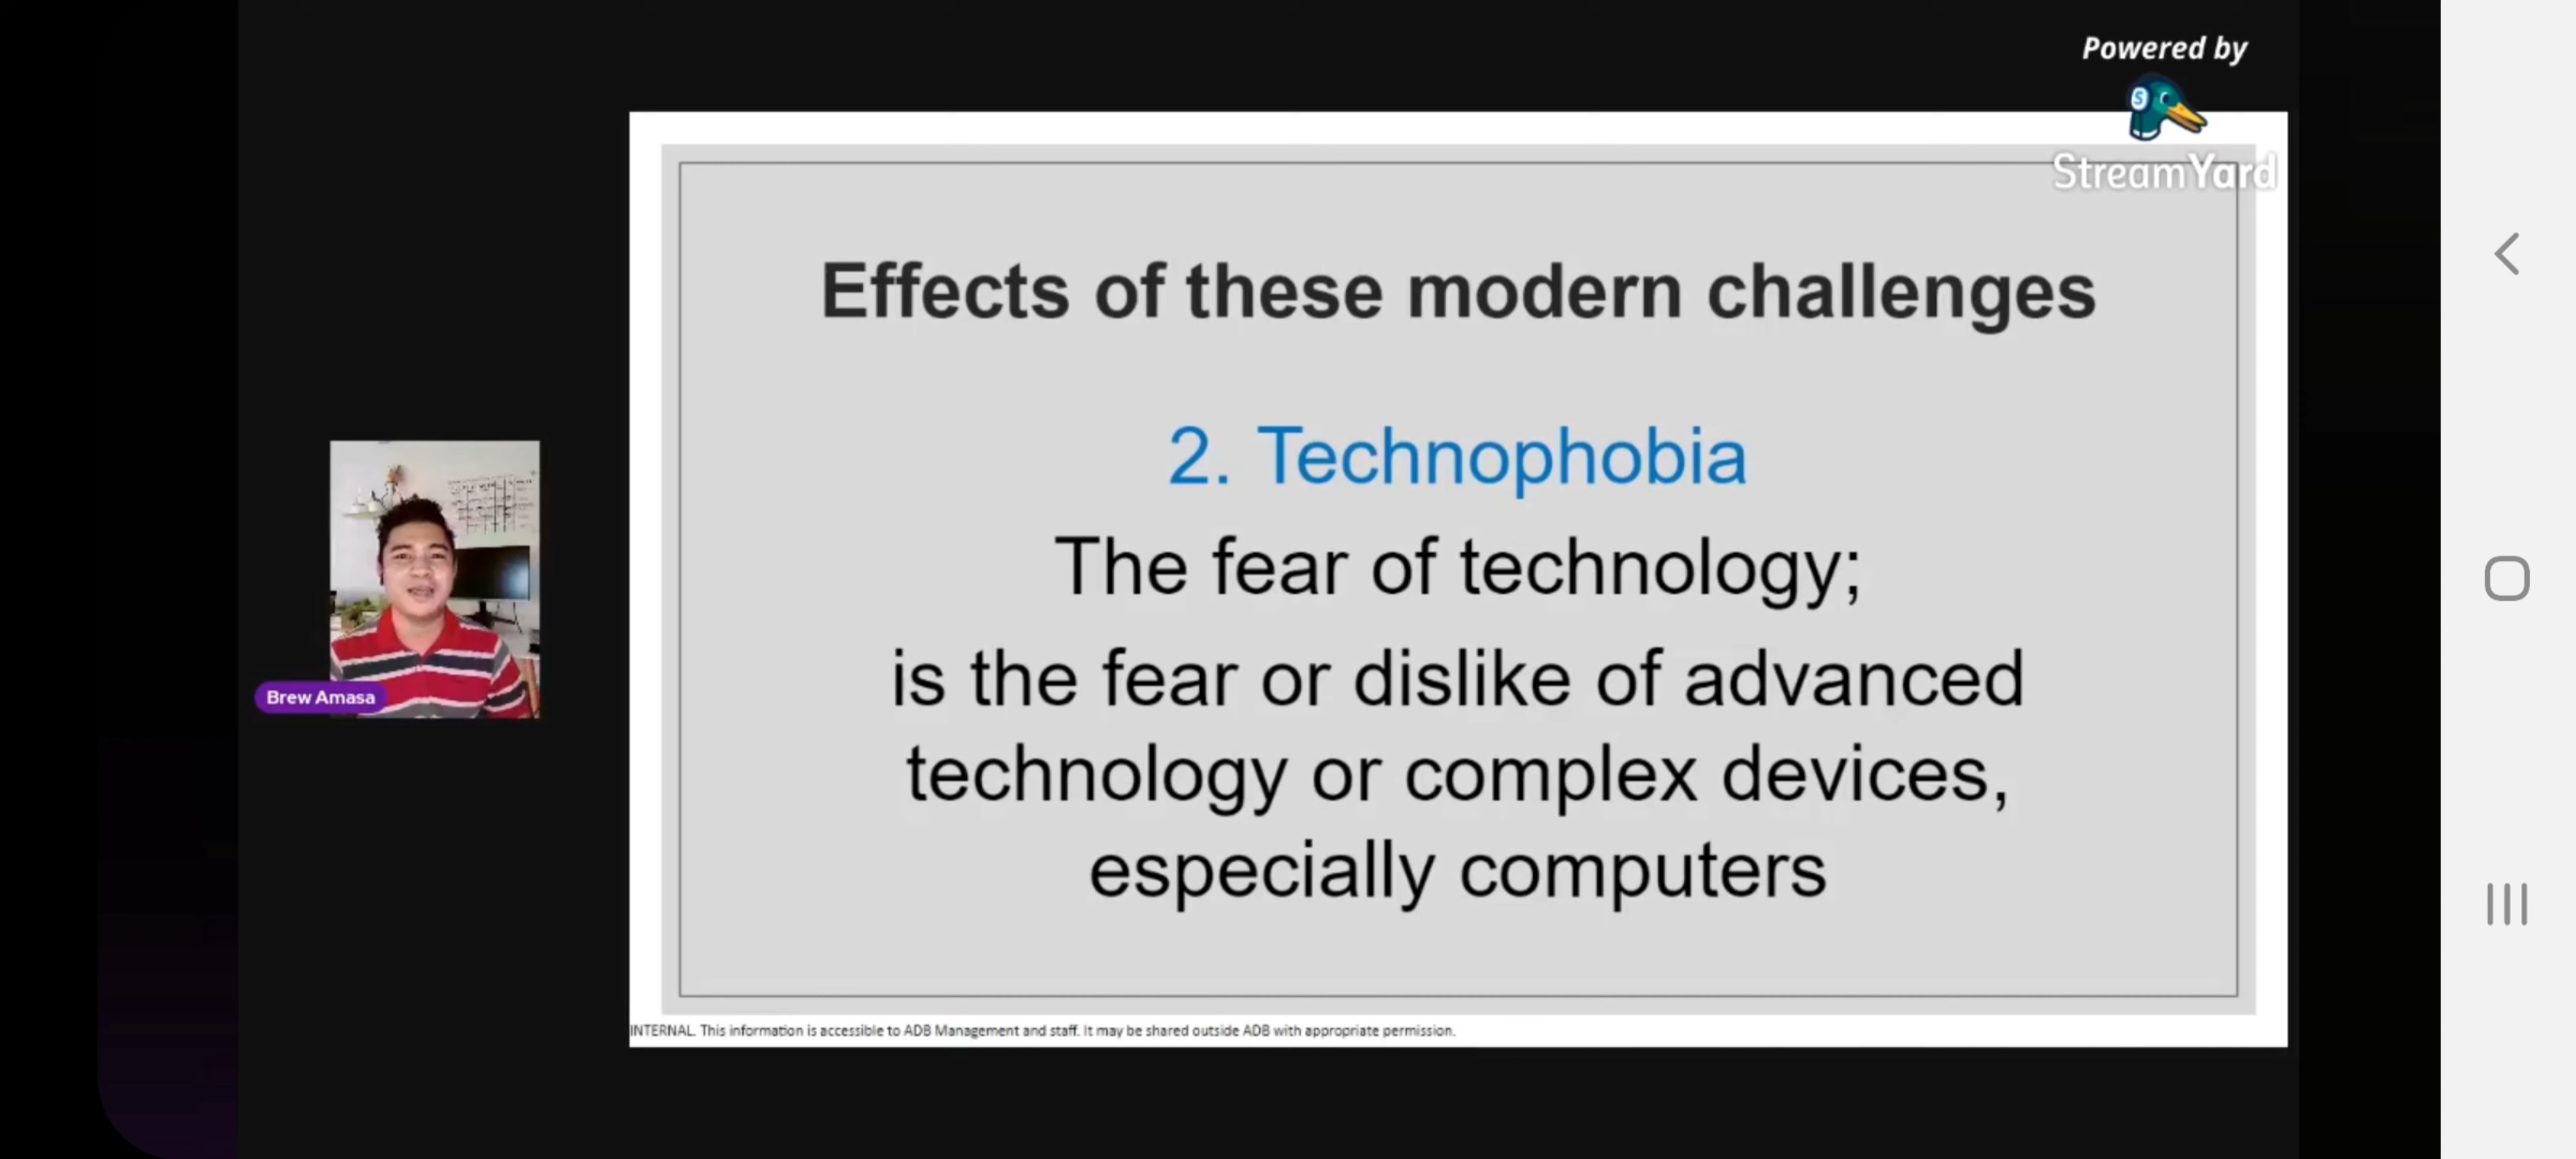 Powered by
StreamYard
Effects of these modern challenges
2. Technophobia
The fear of technology;
is the fear or dislike of advanced
technology or complex devices,
especially computers
Brew Amasa
INTERNAL. This information is accessible to ADB Management and staff. It may be shared outside ADB with appropriate permission.